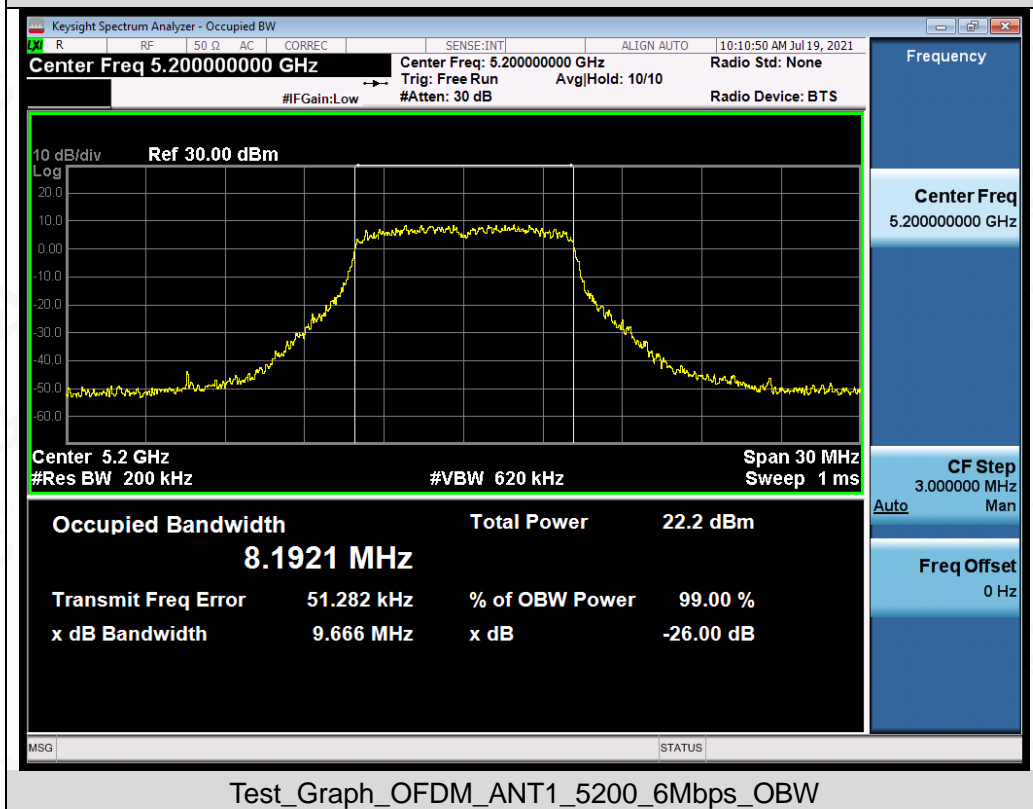 Keysight Spectrum Analyzer - Occupied BW
LXI R RF 50 Ω AC CORREC SENSE:INT ALIGN AUTO 10:10:50 AM Jul 19, 2021
Center Freq 5.200000000 GHz
Center Freq: 5.200000000 GHz Radio Std: None
Trig: Free Run Avg|Hold: 10/10
#IFGain:Low #Atten: 30 dB Radio Device: BTS
Frequency
10 dB/div Ref 30.00 dBm
Log
20.0
10.0
0.00
-10.0
-20.0
-30.0
-40.0
-50.0
-60.0
Center 5.2 GHz Span 30 MHz
#Res BW 200 kHz #VBW 620 kHz Sweep 1 ms
Center Freq
5.200000000 GHz
CF Step
3.000000 MHz
Auto Man
Freq Offset
0 Hz
Occupied Bandwidth Total Power 22.2 dBm
8.1921 MHz
Transmit Freq Error 51.282 kHz % of OBW Power 99.00 %
x dB Bandwidth 9.666 MHz x dB -26.00 dB
MSG STATUS
Test_Graph_OFDM_ANT1_5200_6Mbps_OBW